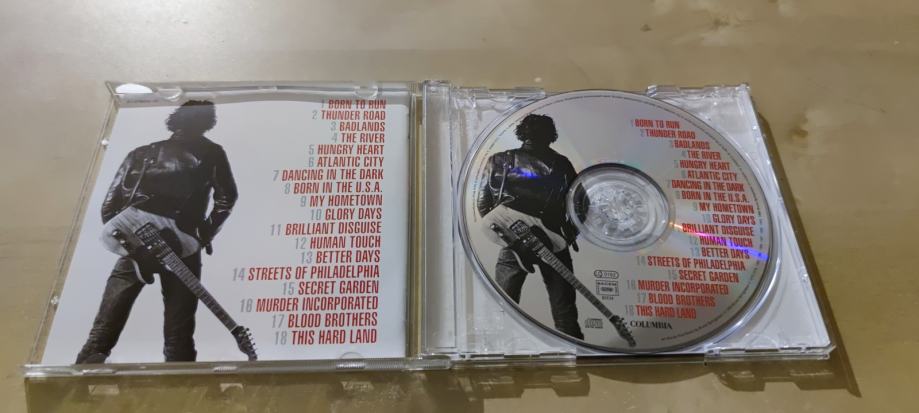 1 BORN TO RUN
2 THUNDER ROAD
3 BADLANDS
4 THE RIVER
5 HUNGRY HEART
6 ATLANTIC CITY
7 DANCING IN THE DARK
8 BORN IN THE U.S.A.
9 MY HOMETOWN
10 GLORY DAYS
11 BRILLIANT DISGUISE
12 HUMAN TOUCH
13 BETTER DAYS
14 STREETS OF PHILADELPHIA
15 SECRET GARDEN
16 MURDER INCORPORATED
17 BLOOD BROTHERS
18 THIS HARD LAND
1 BORN TO RUN
2 THUNDER ROAD
3 BADLANDS
4 THE RIVER
5 HUNGRY HEART
6 ATLANTIC CITY
7 DANCING IN THE DARK
8 BORN IN THE U.S.A.
9 MY HOMETOWN
10 GLORY DAYS
11 BRILLIANT DISGUISE
12 HUMAN TOUCH
13 BETTER DAYS
14 STREETS OF PHILADELPHIA
15 SECRET GARDEN
16 MURDER INCORPORATED
17 BLOOD BROTHERS
18 THIS HARD LAND
COLUMBIA